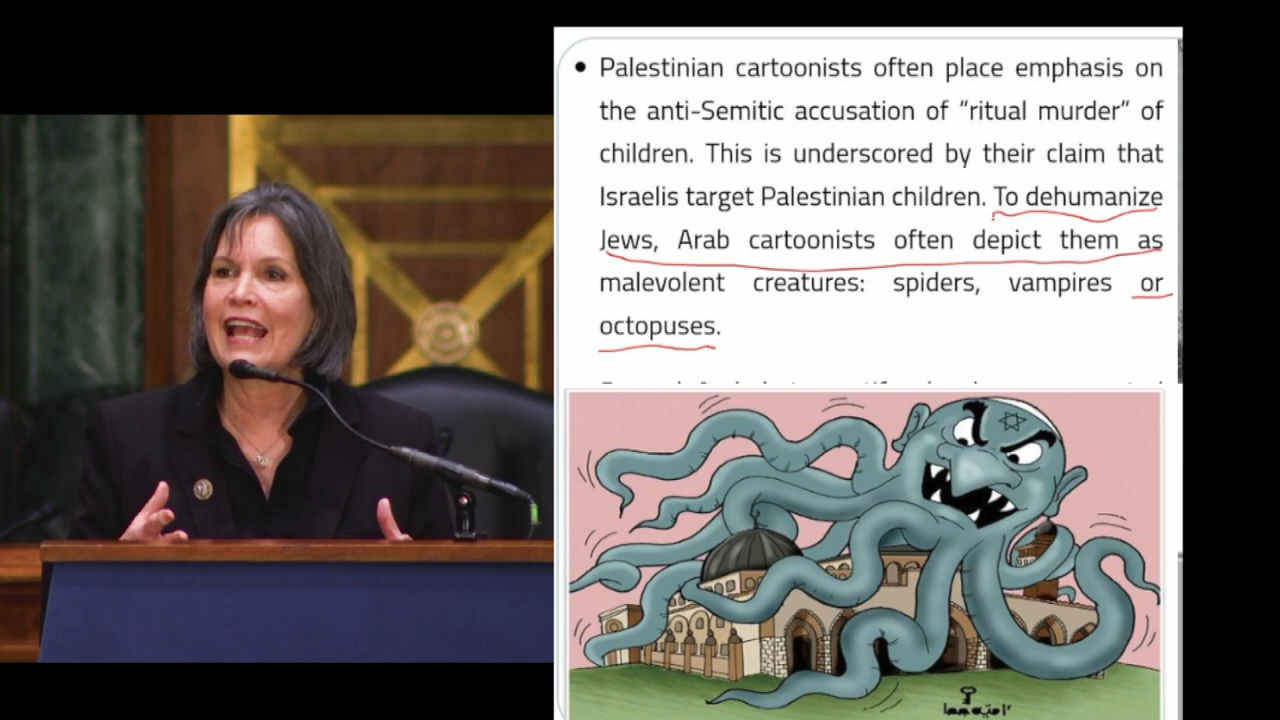 • Palestinian cartoonists often place emphasis on
the anti-Semitic accusation of “ritual murder” of
children. This is underscored by their claim that
Israelis target Palestinian children. To dehumanize
Jews, Arab cartoonists often depict them as
malevolent creatures: spiders, vampires or
octopuses.